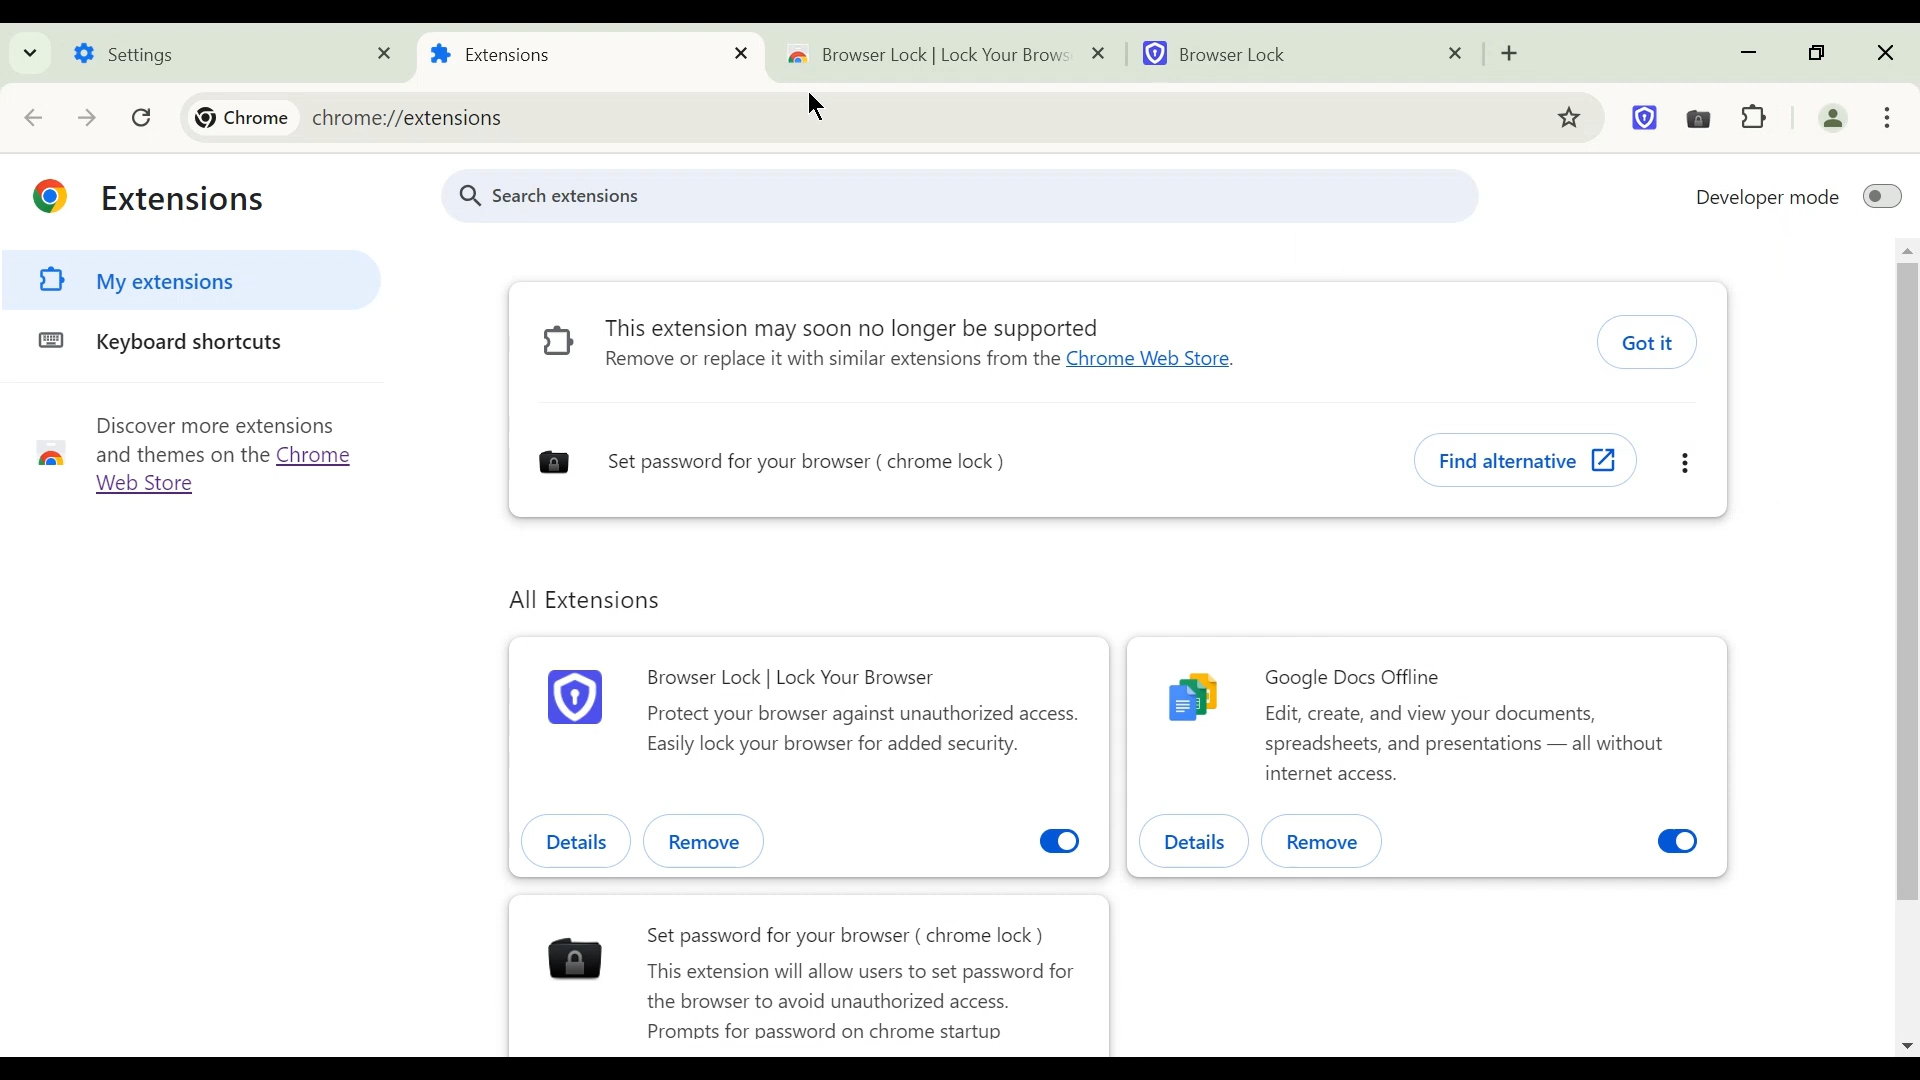 Settings
Extensions
Browser Lock | Lock Your Brows
Browser Lock
Chrome
chrome://extensions
Extensions
Search extensions
Developer mode
My extensions
Keyboard shortcuts
Discover more extensions
and themes on the Chrome
Web Store
This extension may soon no longer be supported
Remove or replace it with similar extensions from the Chrome Web Store.
Got it
Set password for your browser ( chrome lock )
Find alternative
All Extensions
Browser Lock | Lock Your Browser
Protect your browser against unauthorized access.
Easily lock your browser for added security.
Details
Remove
Google Docs Offline
Edit, create, and view your documents,
spreadsheets, and presentations — all without
internet access.
Details
Remove
Set password for your browser ( chrome lock )
This extension will allow users to set password for
the browser to avoid unauthorized access.
Prompts for password on chrome startup